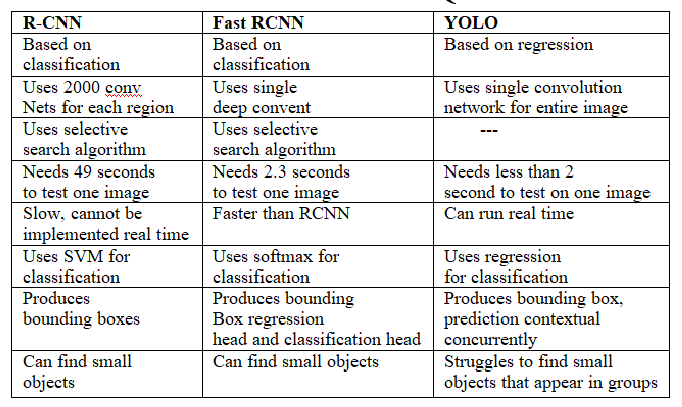 R-CNN Fast RCNN YOLO
Based on Based on Based on regression
classification classification
Uses 2000 conv Uses single Uses single convolution
Nets for each region deep convent network for entire image
Uses selective Uses selective ---
search algorithm search algorithm
Needs 49 seconds Needs 2.3 seconds Needs less than 2
to test one image to test one image second to test on one image
Slow, cannot be Faster than RCNN Can run real time
implemented real time
Uses SVM for Uses softmax for Uses regression
classification classification for classification
Produces Produces bounding Produces bounding box,
bounding boxes Box regression prediction contextual
head and classification head concurrently
Can find small Can find small objects Struggles to find small
objects objects that appear in groups